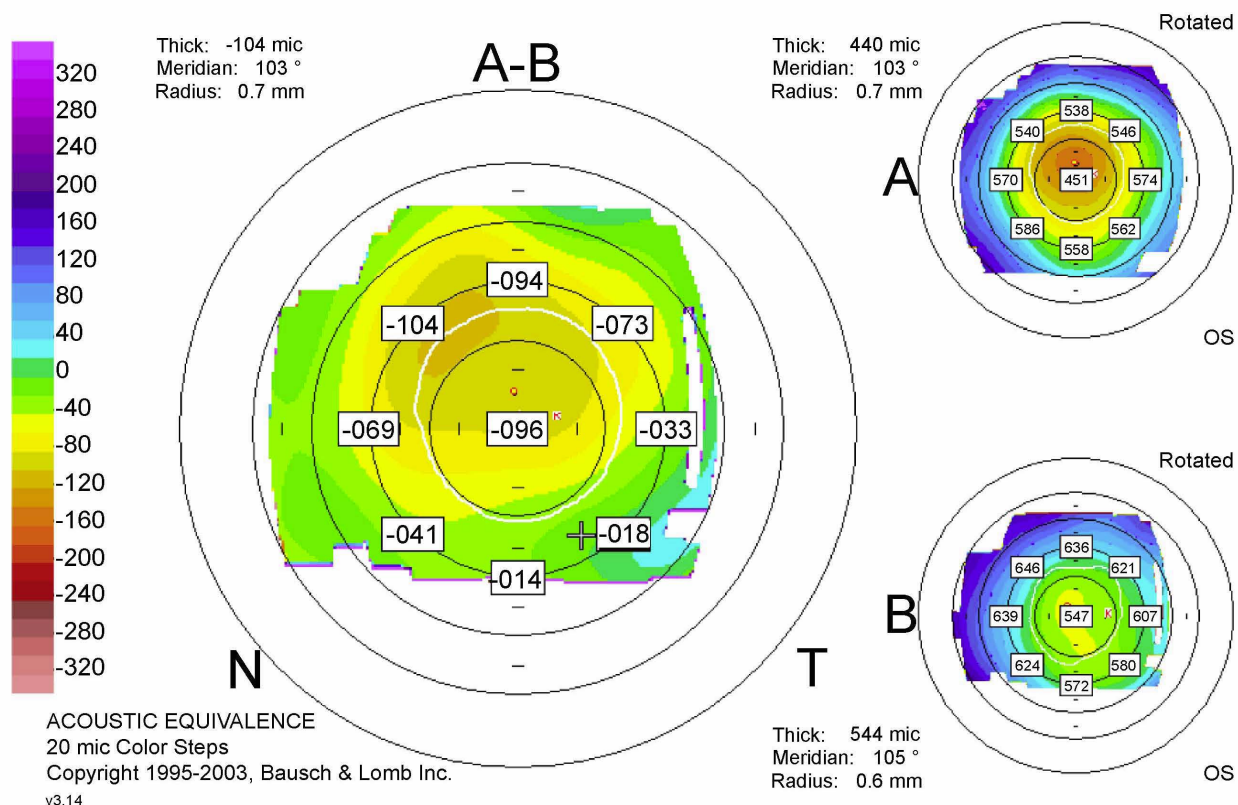 Thick: -104 mic
Meridian: 103 °
Radius: 0.7 mm
A-B
Thick: 440 mic
Meridian: 103 °
Radius: 0.7 mm
Rotated
320
280
240
200
160
120
80
40
0
-40
-80
-120
-160
-200
-240
-280
-320
-094
-104
-073
-069
-096
-033
-041
-018
-014
K
N
T
A
538
540
546
570
451
574
586
562
558
K
OS
Rotated
B
636
646
621
639
547
K
607
624
580
572
OS
Thick: 544 mic
Meridian: 105 °
Radius: 0.6 mm
ACOUSTIC EQUIVALENCE
20 mic Color Steps
Copyright 1995-2003, Bausch & Lomb Inc.
v3.14